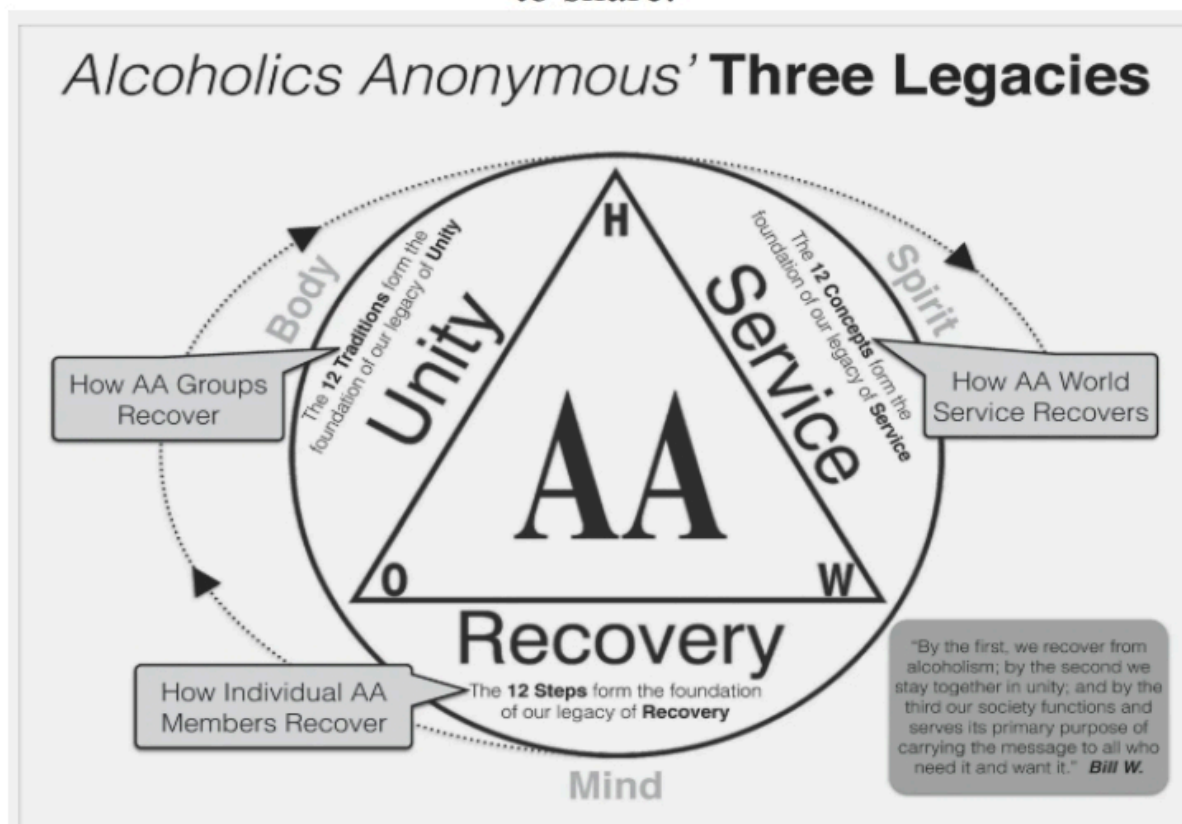 to share.
Alcoholics Anonymous’ Three Legacies
H
Body
Spirit
The 12 Traditions form the
foundation of our legacy of Unity
Unity
Service
The 12 Concepts form the
foundation of our legacy of Service
How AA Groups
Recover
How AA World
Service Recovers
AA
O
W
Recovery
The 12 Steps form the foundation
of our legacy of Recovery
How Individual AA
Members Recover
Mind
"By the first, we recover from
alcoholism; by the second we
stay together in unity; and by the
third our society functions and
serves its primary purpose of
carrying the message to all who
need it and want it." Bill W.